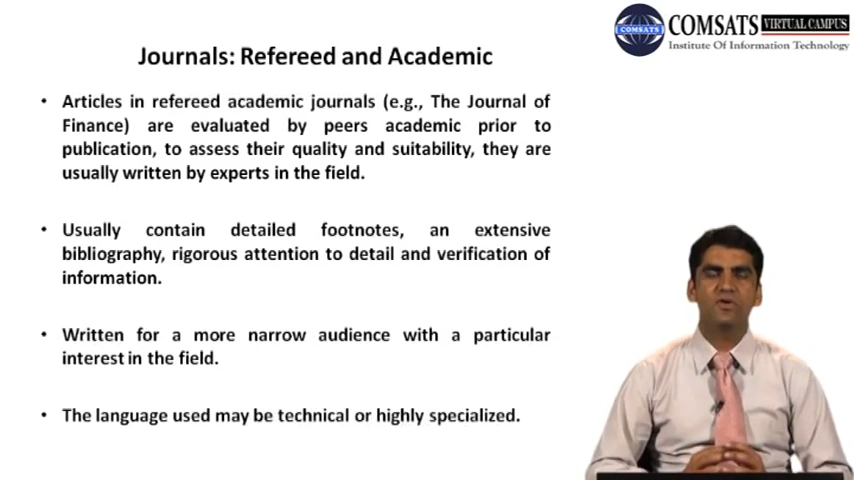 COMSATS VIRTUAL CAMPUS
COMSATS
Institute Of Information Technology
Journals: Refereed and Academic
• Articles in refereed academic journals (e.g., The Journal of
Finance) are evaluated by peers academic prior to
publication, to assess their quality and suitability, they are
usually written by experts in the field.
• Usually contain detailed footnotes, an extensive
bibliography, rigorous attention to detail and verification of
information.
• Written for a more narrow audience with a particular
interest in the field.
• The language used may be technical or highly specialized.